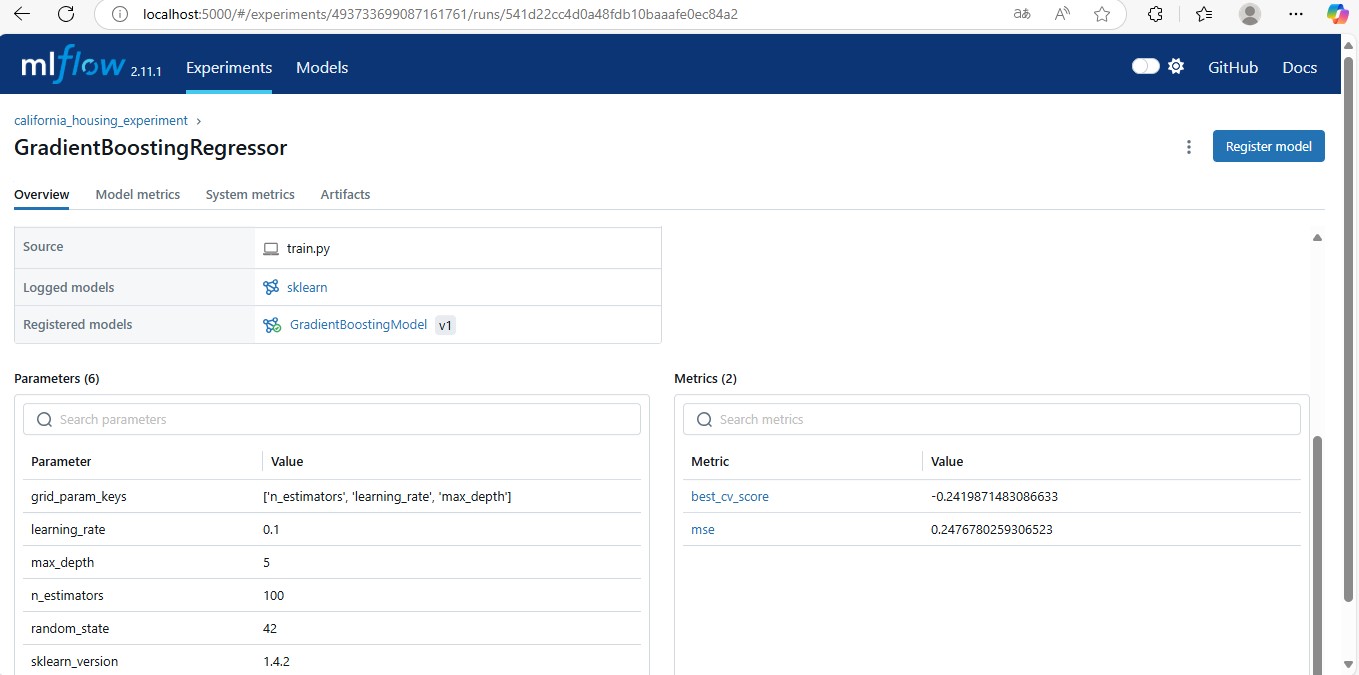 localhost:5000/#/experiments/493733699087161761/runs/541d22cc4d0a48fdb10baaafe0ec84a2
mlflow 2.11.1 Experiments Models GitHub Docs
california_housing_experiment
GradientBoostingRegressor
Register model
Overview Model metrics System metrics Artifacts
Source train.py
Logged models sklearn
Registered models GradientBoostingModel v1
Parameters (6)
Search parameters
Parameter Value
grid_param_keys ['n_estimators', 'learning_rate', 'max_depth']
learning_rate 0.1
max_depth 5
n_estimators 100
random_state 42
sklearn_version 1.4.2
Metrics (2)
Search metrics
Metric Value
best_cv_score -0.2419871483086633
mse 0.2476780259306523